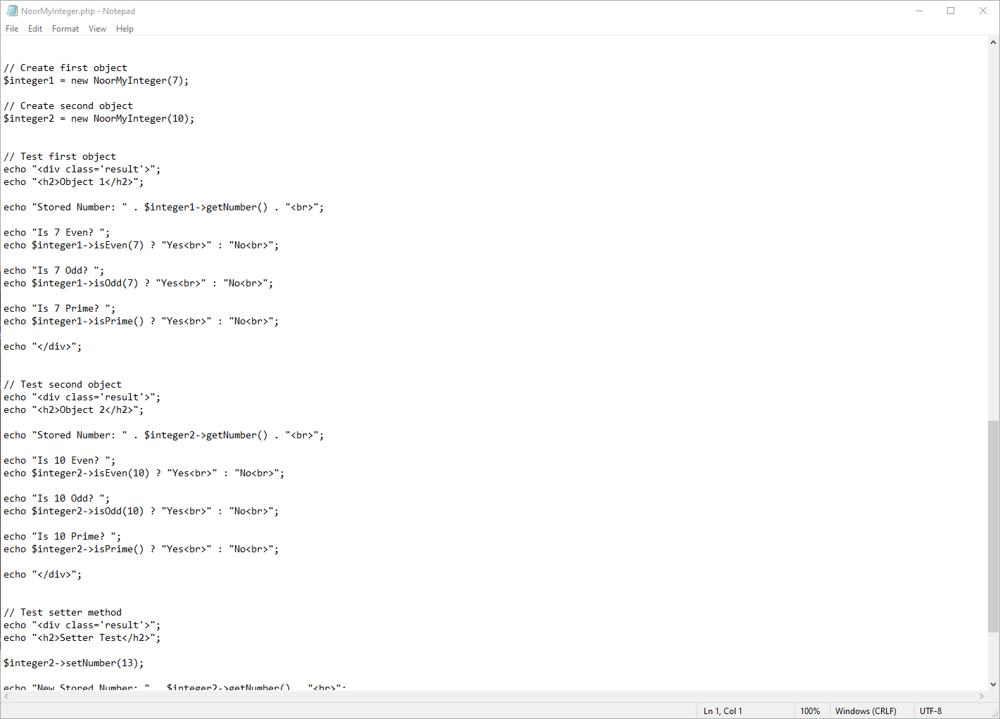 NoorMyInteger.php - Notepad
File Edit Format View Help
// Create first object
$integer1 = new NoorMyInteger(7);
// Create second object
$integer2 = new NoorMyInteger(10);
// Test first object
echo "<div class='result'>";
echo "<h2>Object 1</h2>";
echo "Stored Number: " . $integer1->getNumber() . "<br>";
echo "Is 7 Even? ";
echo $integer1->isEven(7) ? "Yes<br>" : "No<br>";
echo "Is 7 Odd? ";
echo $integer1->isOdd(7) ? "Yes<br>" : "No<br>";
echo "Is 7 Prime? ";
echo $integer1->isPrime() ? "Yes<br>" : "No<br>";
echo "</div>";
// Test second object
echo "<div class='result'>";
echo "<h2>Object 2</h2>";
echo "Stored Number: " . $integer2->getNumber() . "<br>";
echo "Is 10 Even? ";
echo $integer2->isEven(10) ? "Yes<br>" : "No<br>";
echo "Is 10 Odd? ";
echo $integer2->isOdd(10) ? "Yes<br>" : "No<br>";
echo "Is 10 Prime? ";
echo $integer2->isPrime() ? "Yes<br>" : "No<br>";
echo "</div>";
// Test setter method
echo "<div class='result'>";
echo "<h2>Setter Test</h2>";
$integer2->setNumber(13);
echo "New Stored Number: " . $integer2->getNumber() . "<br>";
Ln 1, Col 1 100% Windows (CRLF) UTF-8